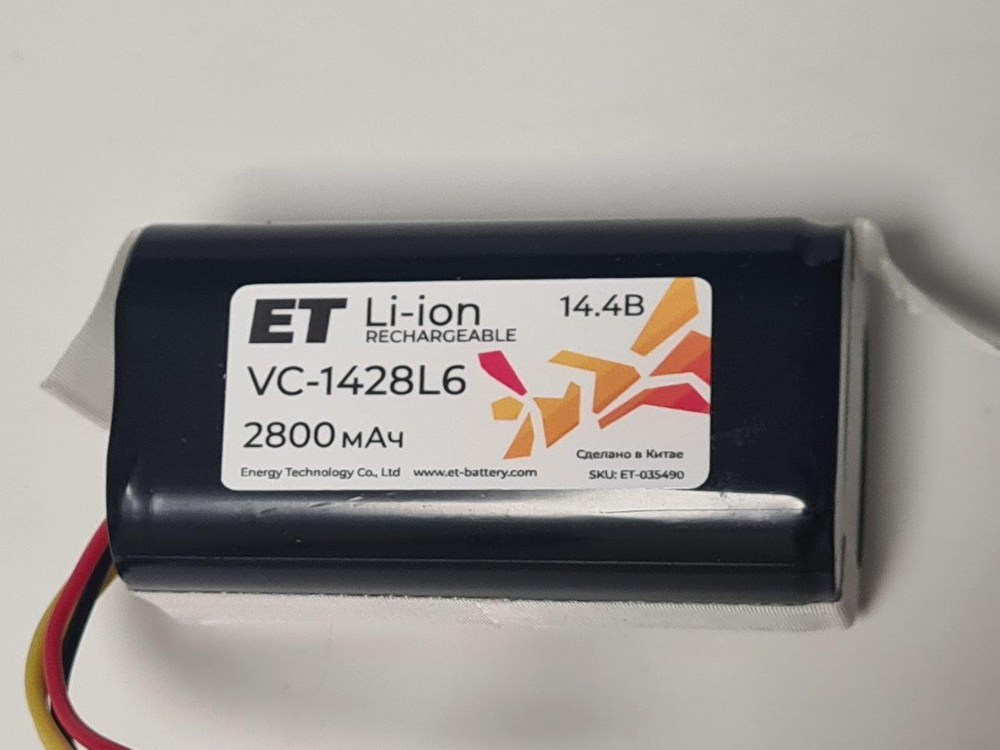 ET Li-ion 14.4В
RECHARGEABLE
VC-1428L6
2800 мАч
Сделано в Китае
Energy Technology Co., Ltd www.et-battery.com SKU: ET-035490